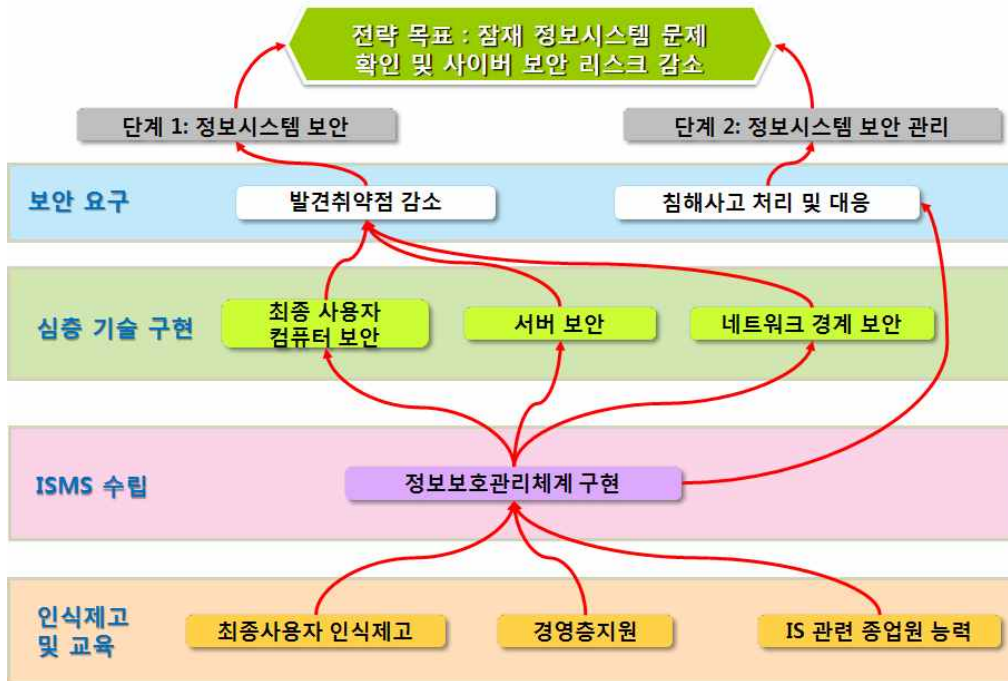 전략 목표 : 잠재 정보시스템 문제
확인 및 사이버 보안 리스크 감소
단계 1: 정보시스템 보안
단계 2: 정보시스템 보안 관리
보안 요구
발견취약점 감소
침해사고 처리 및 대응
심층 기술 구현
최종 사용자
컴퓨터 보안
서버 보안
네트워크 경계 보안
ISMS 수립
정보보호관리체계 구현
인식제고
및 교육
최종사용자 인식제고
경영층지원
IS 관련 종업원 능력